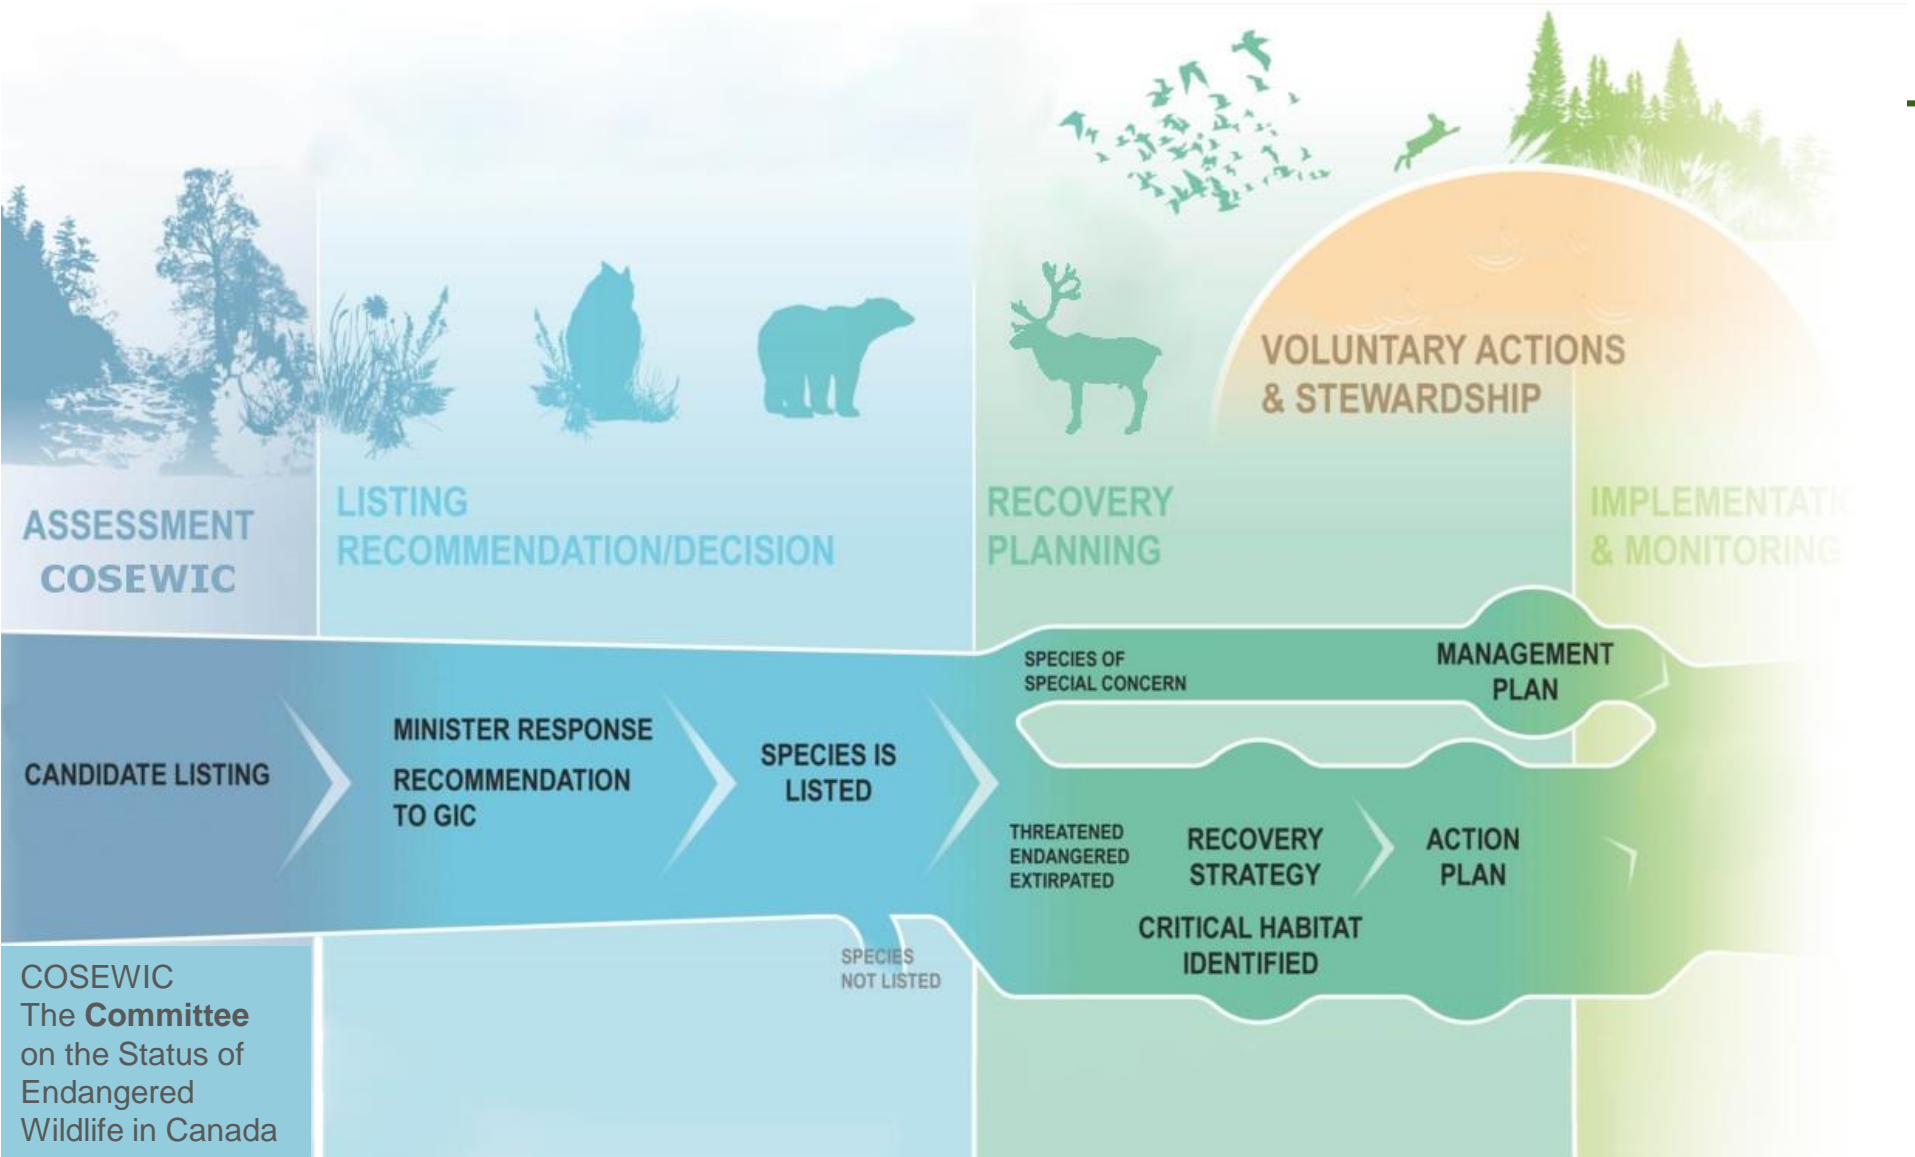 VOLUNTARY ACTIONS
& STEWARDSHIP
ASSESSMENT
COSEWIC
LISTING
RECOMMENDATION/DECISION
RECOVERY
PLANNING
IMPLEMENTATIO
& MONITORING
CANDIDATE LISTING
MINISTER RESPONSE
RECOMMENDATION
TO GIC
SPECIES IS
LISTED
SPECIES
NOT LISTED
SPECIES OF
SPECIAL CONCERN
MANAGEMENT
PLAN
THREATENED
ENDANGERED
EXTIRPATED
RECOVERY
STRATEGY
ACTION
PLAN
CRITICAL HABITAT
IDENTIFIED
COSEWIC
The Committee
on the Status of
Endangered
Wildlife in Canada